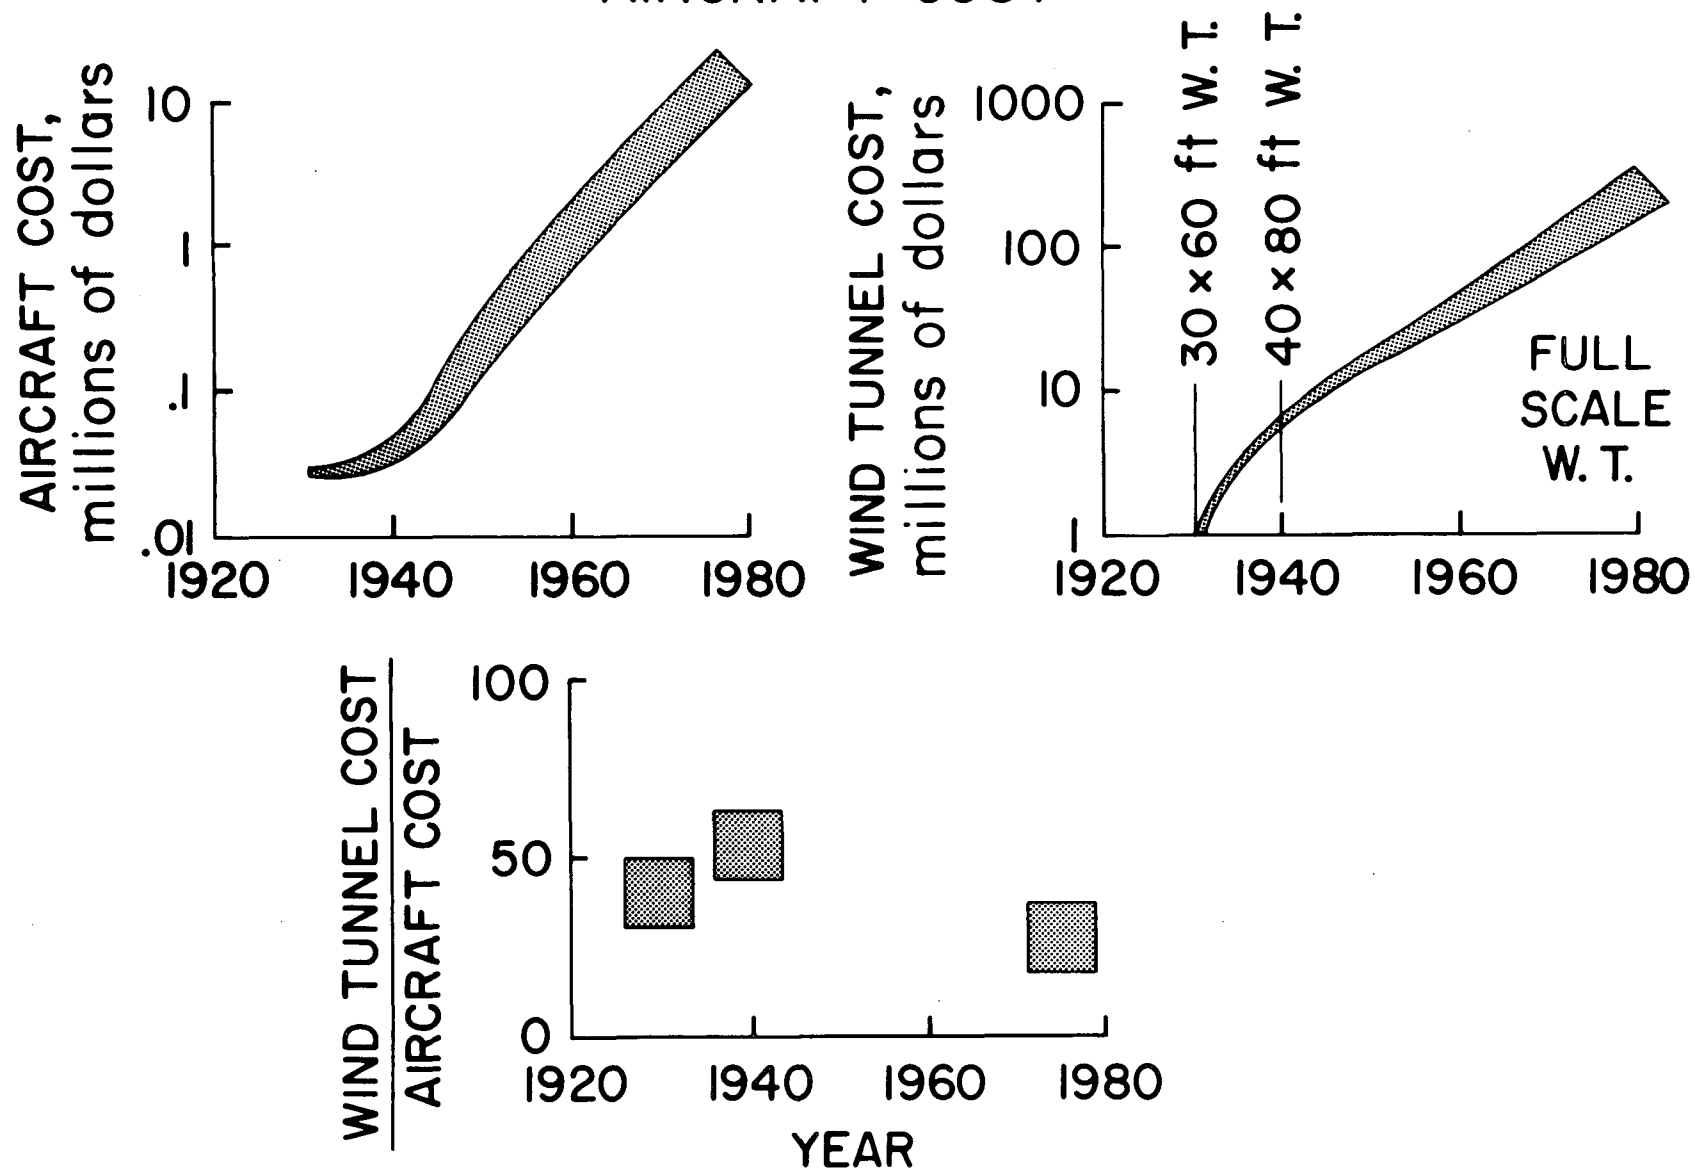 AIRCRAFT COST
AIRCRAFT COST,
millions of dollars
10
1
.1
.01
1920 1940 1960 1980
WIND TUNNEL COST,
millions of dollars
1000
100
10
1
30 × 60 ft W. T.
40 × 80 ft W. T.
FULL
SCALE
W. T.
1920 1940 1960 1980
WIND TUNNEL COST
AIRCRAFT COST
100
50
0
1920 1940 1960 1980
YEAR